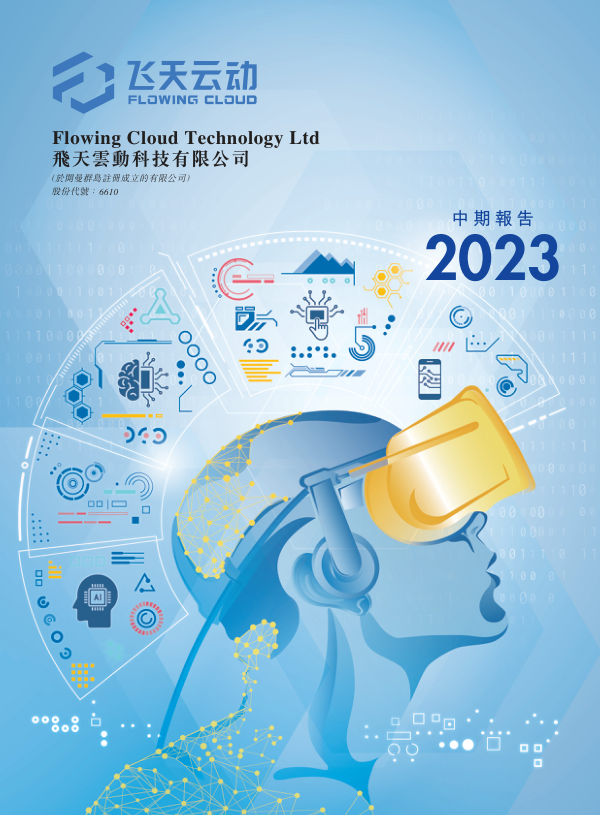 飞天云动
FLOWING CLOUD
Flowing Cloud Technology Ltd
飛天雲動科技有限公司
(於開曼群島註冊成立的有限公司)
股份代號：6610
中期報告
2023
AI